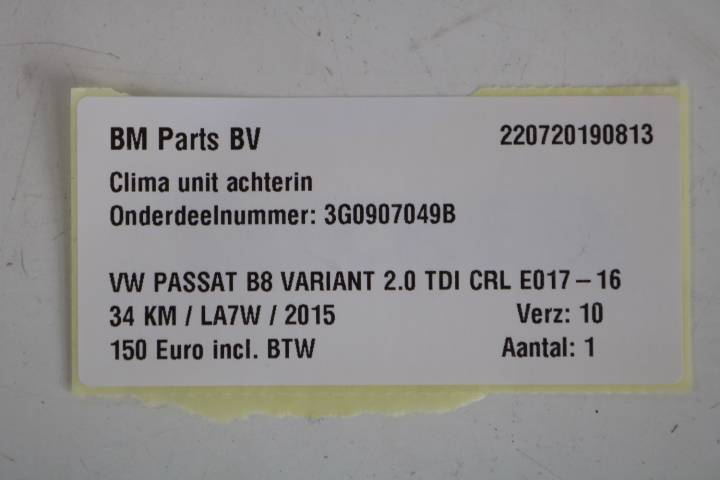 BM Parts BV 220720190813
Clima unit achterin
Onderdeelnummer: 3G0907049B
VW PASSAT B8 VARIANT 2.0 TDI CRL E017-16
34 KM / LA7W / 2015 Verz: 10
150 Euro incl. BTW Aantal: 1